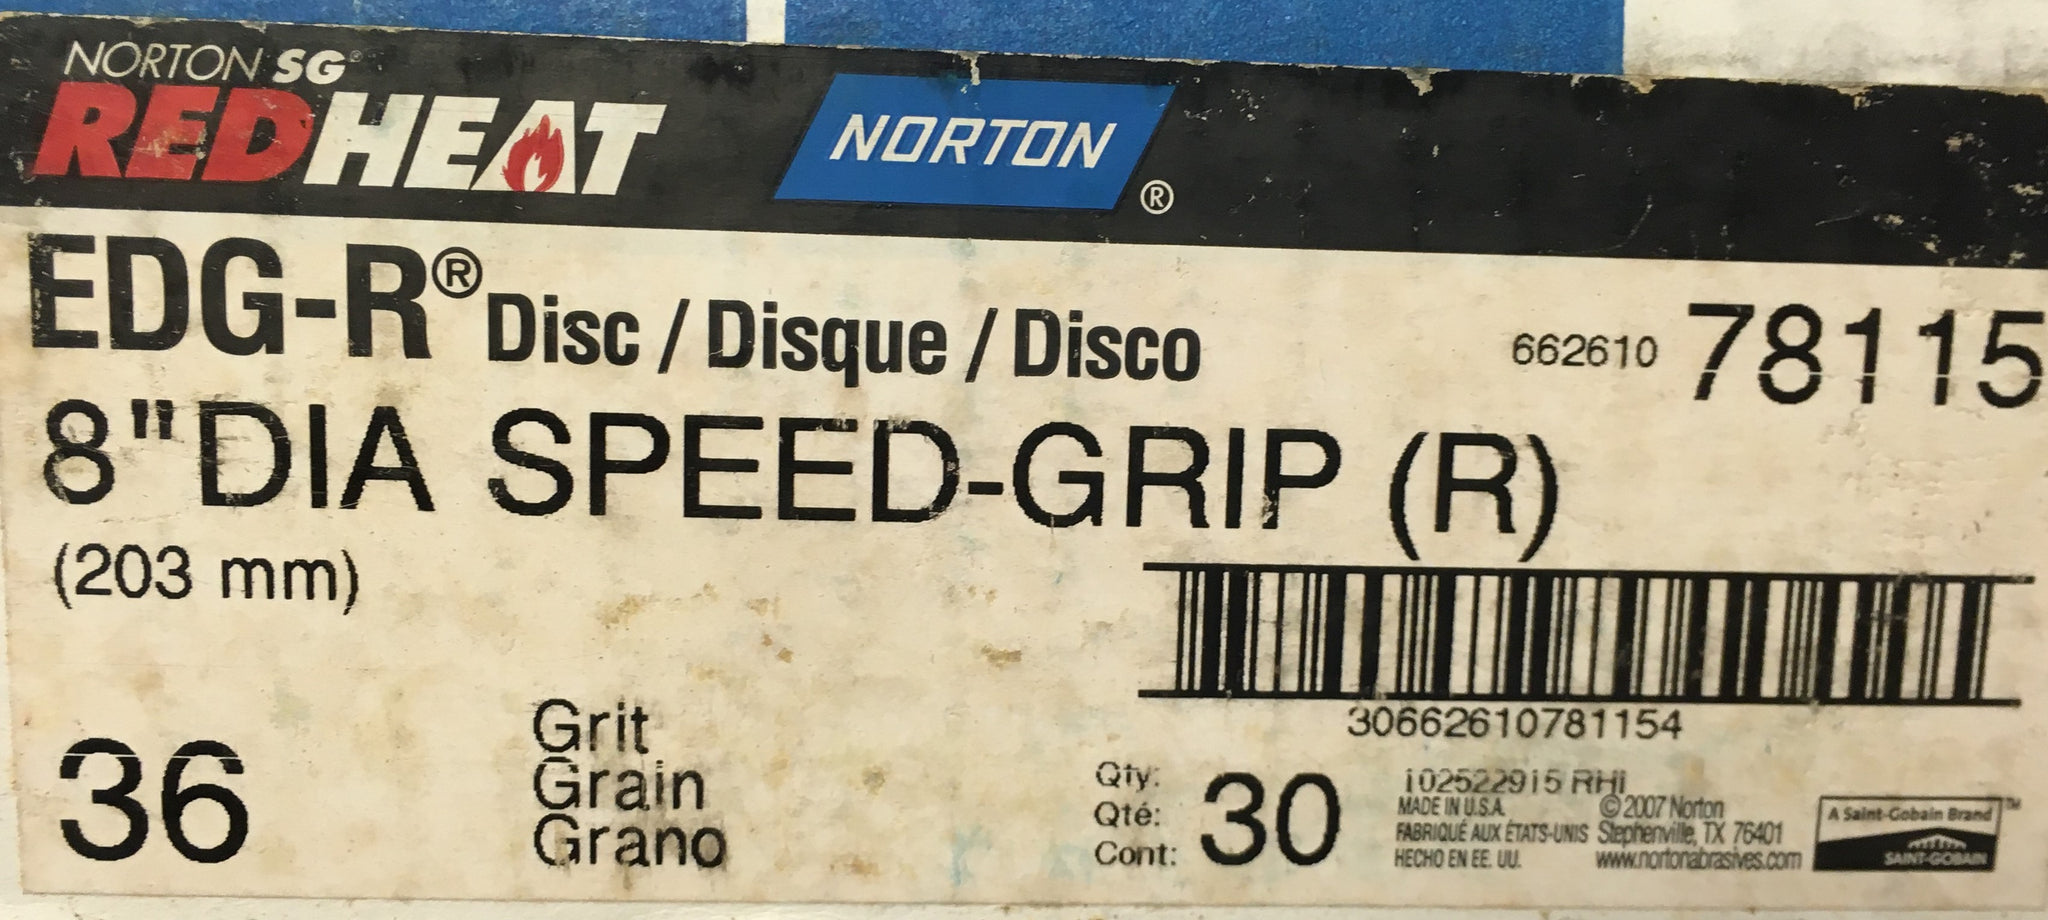 NORTON SG®
REDHEAT
NORTON®
EDG-R® Disc / Disque / Disco
662610 78115
8" DIA SPEED-GRIP (R)
(203 mm)
30662610781154
36
Grit
Grain
Grano
Qty:
Qté:
Cont:
30
102522915 RHI
MADE IN U.S.A. © 2007 Norton
FABRIQUÉ AUX ÉTATS-UNIS Stephenville, TX 76401
HECHO EN EE. UU. www.nortonabrasives.com
A Saint-Gobain Brand™
SAINT-GOBAIN